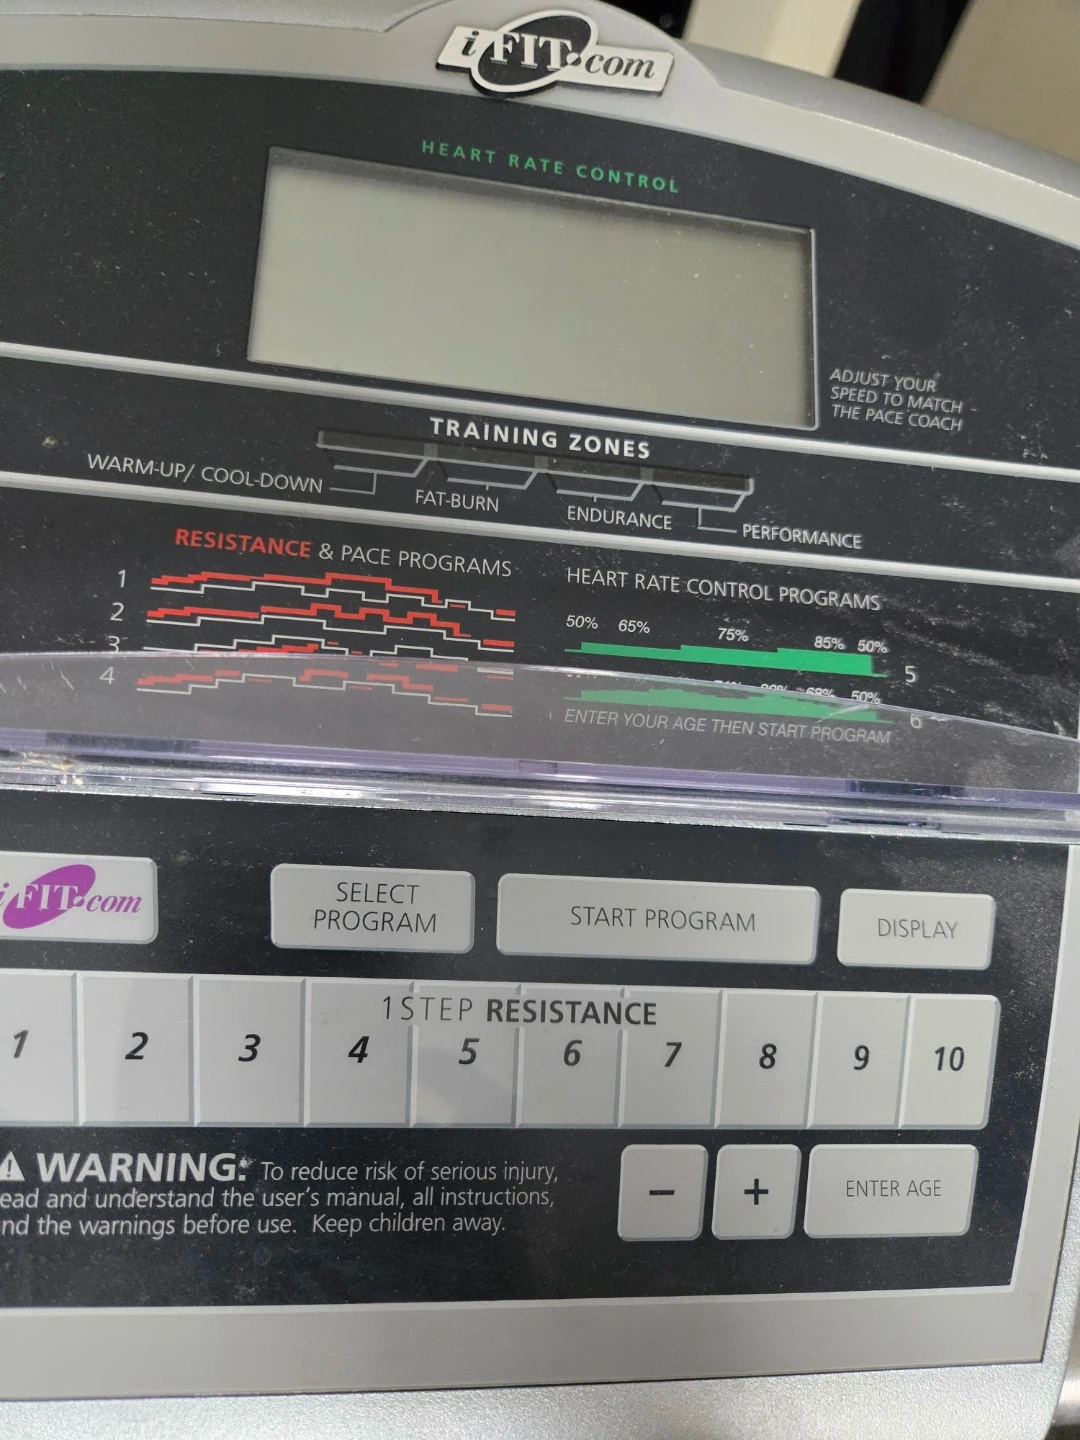 iFIT.com
HEART RATE CONTROL
ADJUST YOUR
SPEED TO MATCH
THE PACE COACH
TRAINING ZONES
WARM-UP/ COOL-DOWN
FAT-BURN
ENDURANCE
PERFORMANCE
RESISTANCE & PACE PROGRAMS
1
2
3
4
HEART RATE CONTROL PROGRAMS
50% 65% 75% 85% 50%
5
68% 50%
6
ENTER YOUR AGE THEN START PROGRAM
iFIT.com
SELECT
PROGRAM
START PROGRAM
DISPLAY
1 STEP RESISTANCE
1 2 3 4 5 6 7 8 9 10
WARNING: To reduce risk of serious injury,
ead and understand the user's manual, all instructions,
nd the warnings before use. Keep children away.
- +
ENTER AGE